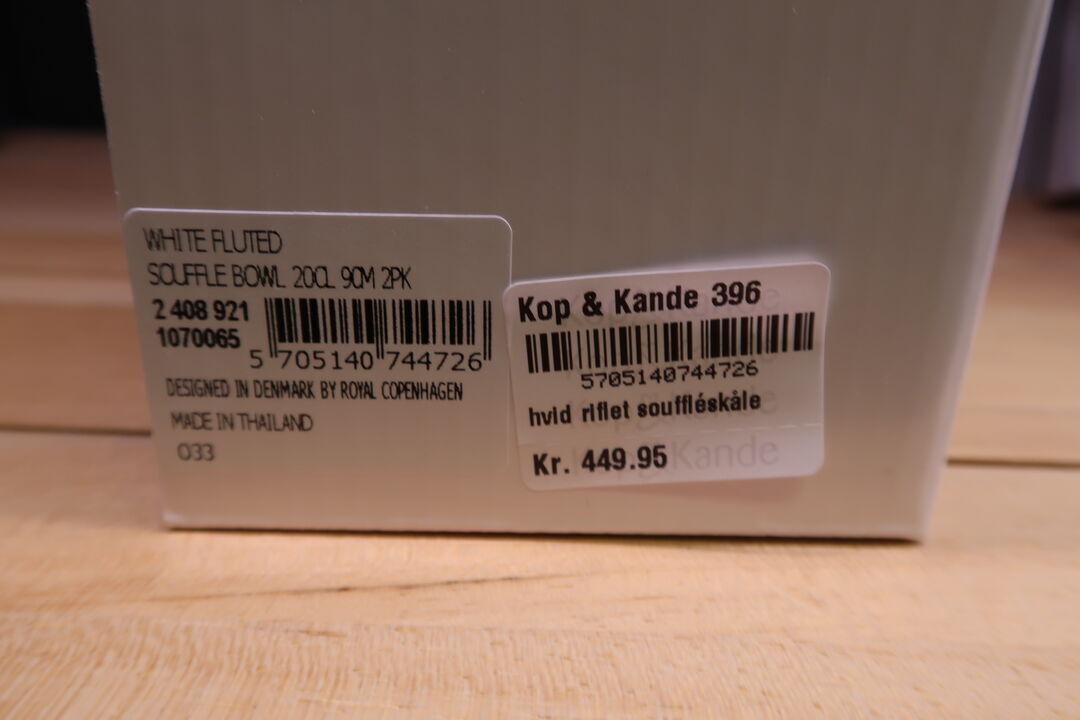 WHITE FLUTED
SOUFFLE BOWL 20CL 9CM 2PK
2 408 921
1070065
5 705140 744726
DESIGNED IN DENMARK BY ROYAL COPENHAGEN
MADE IN THAILAND
033
Kop & Kande 396
5705140744726
hvid riflet souffléskåle
Kr. 449.95
Kande